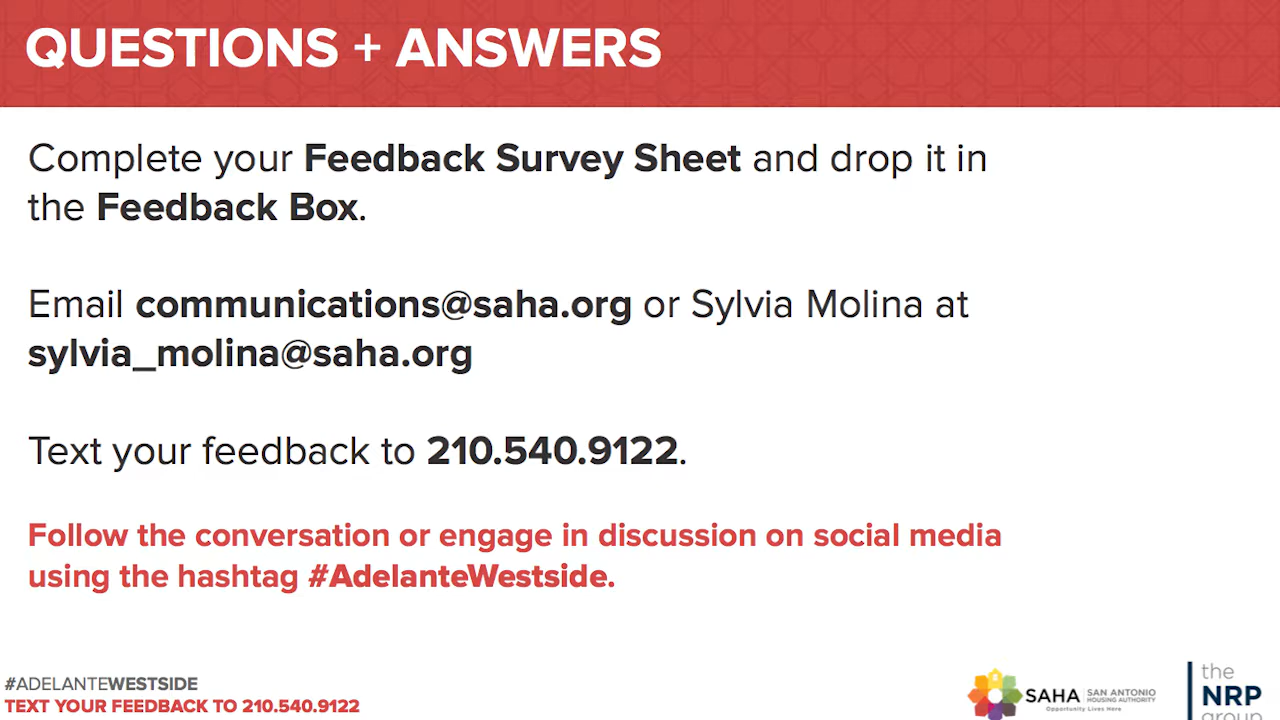 QUESTIONS + ANSWERS
Complete your Feedback Survey Sheet and drop it in
the Feedback Box.
Email communications@saha.org or Sylvia Molina at
sylvia_molina@saha.org
Text your feedback to 210.540.9122.
Follow the conversation or engage in discussion on social media
using the hashtag #AdelanteWestside.
#ADELANTEWESTSIDE
TEXT YOUR FEEDBACK TO 210.540.9122
SAHA SAN ANTONIO
HOUSING AUTHORITY
Opportunity Lives Here
the
NRP
group